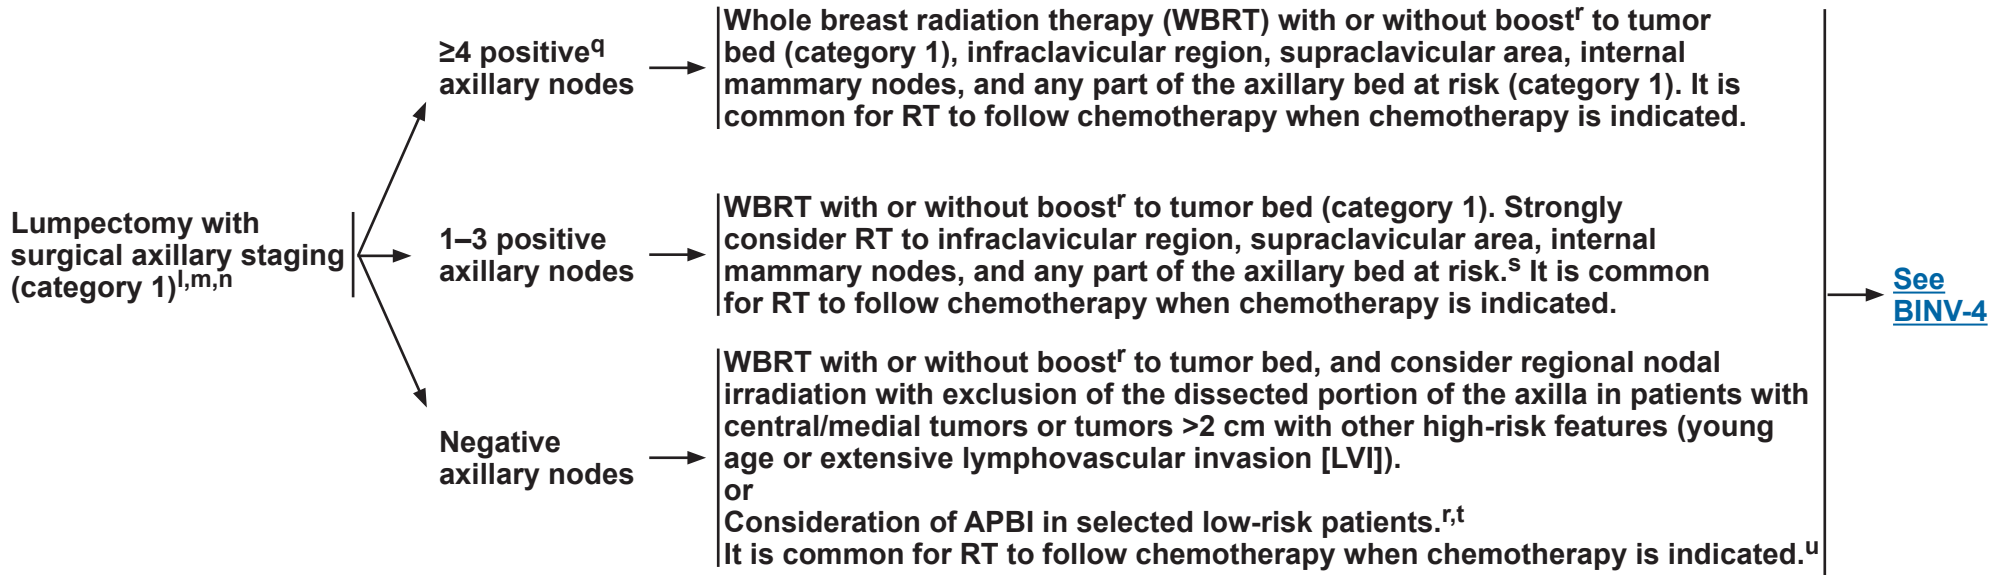 Lumpectomy with
surgical axillary staging
(category 1)l,m,n
≥4 positiveq
axillary nodes
Whole breast radiation therapy (WBRT) with or without boostr to tumor
bed (category 1), infraclavicular region, supraclavicular area, internal
mammary nodes, and any part of the axillary bed at risk (category 1). It is
common for RT to follow chemotherapy when chemotherapy is indicated.
1–3 positive
axillary nodes
WBRT with or without boostr to tumor bed (category 1). Strongly
consider RT to infraclavicular region, supraclavicular area, internal
mammary nodes, and any part of the axillary bed at risk.s It is common
for RT to follow chemotherapy when chemotherapy is indicated.
Negative
axillary nodes
WBRT with or without boostr to tumor bed, and consider regional nodal
irradiation with exclusion of the dissected portion of the axilla in patients with
central/medial tumors or tumors >2 cm with other high-risk features (young
age or extensive lymphovascular invasion [LVI]).
or
Consideration of APBI in selected low-risk patients.r,t
It is common for RT to follow chemotherapy when chemotherapy is indicated.u
See
BINV-4